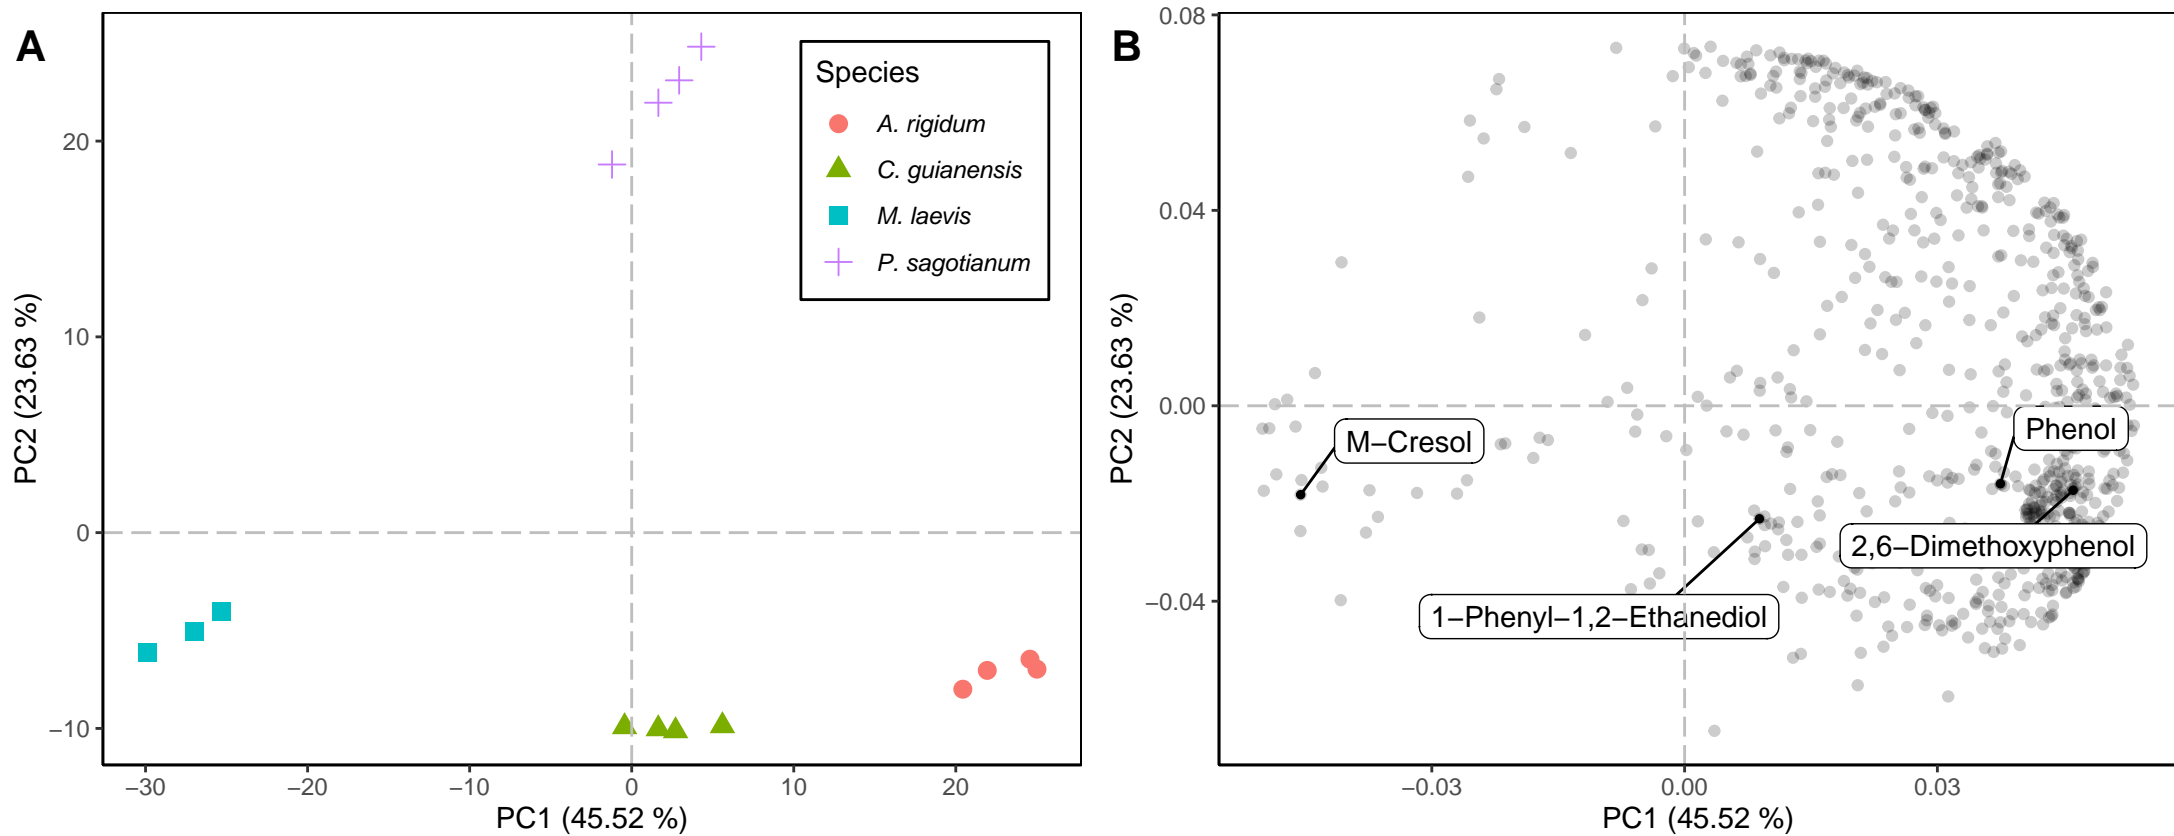 A
Species
A. rigidum
C. guianensis
M. laevis
P. sagotianum
20
10
0
−10
PC2 (23.63 %)
−30
−20
−10
0
10
20
PC1 (45.52 %)
B
0.08
0.04
0.00
−0.04
PC2 (23.63 %)
M−Cresol
Phenol
2,6−Dimethoxyphenol
1−Phenyl−1,2−Ethanediol
−0.03
0.00
0.03
PC1 (45.52 %)